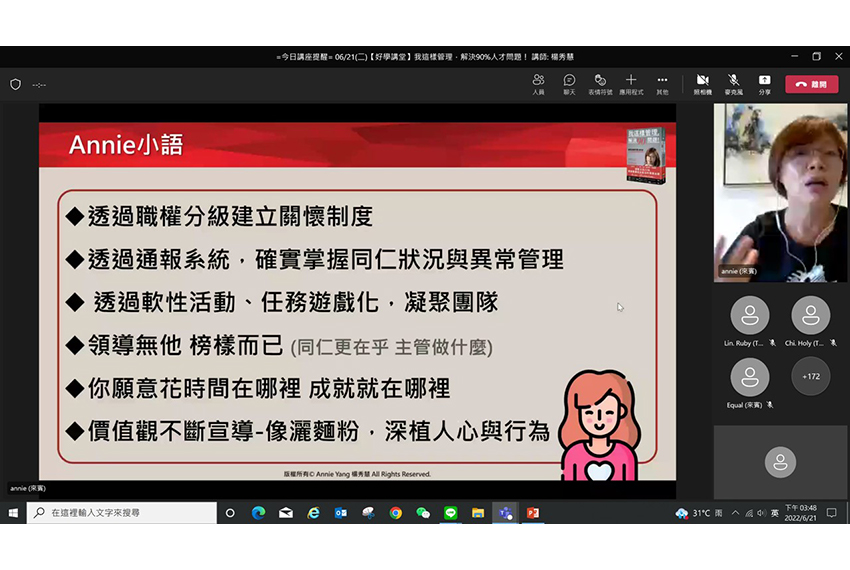 =今日講座提醒= 06/21(二)【好學講堂】我這樣管理，解決90%人才問題！ 講師: 楊秀慧
--:--
人員
聊天
表情符號
應用程式
其他
照相機
麥克風
分享
離開
Annie小語
我這樣管理,
◆透過職權分級建立關懷制度
◆透過通報系統，確實掌握同仁狀況與異常管理
◆ 透過軟性活動、任務遊戲化，凝聚團隊
◆領導無他 榜樣而已 (同仁更在乎 主管做什麼)
◆你願意花時間在哪裡 成就就在哪裡
◆價值觀不斷宣導-像灑麵粉，深植人心與行為
版權所有© Annie Yang 楊秀慧 All Rights Reserved.
annie (來賓)
annie (來賓)
Lin. Ruby (T...
Chi. Holy (T...
Equal (來賓)
+172
在這裡輸入文字來搜尋
31°C 雨
英
下午 03:48
2022/6/21